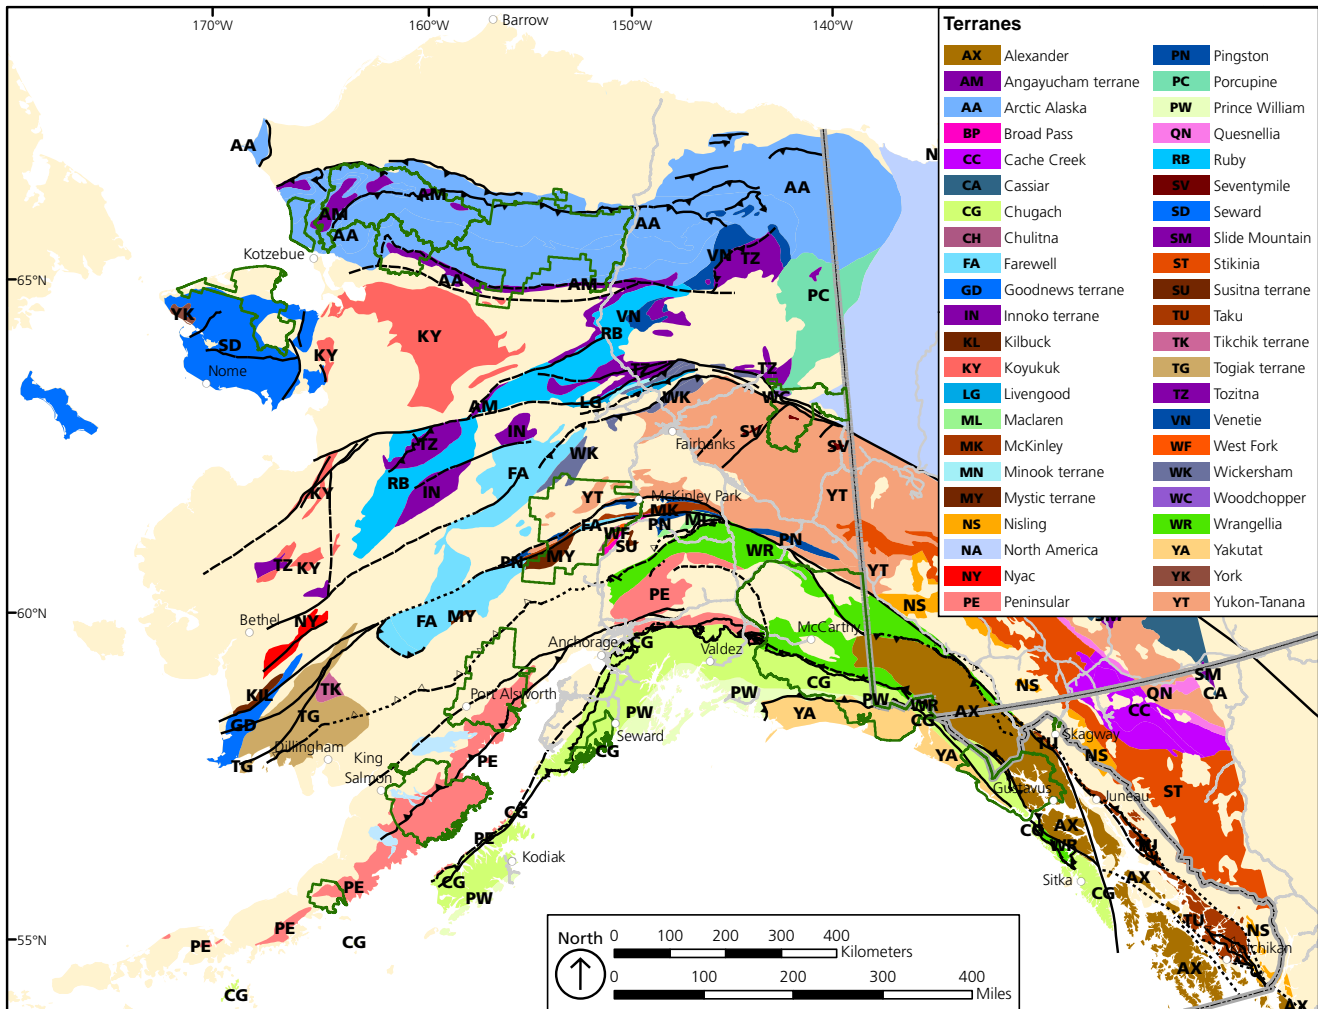 170°W
160°W
150°W
140°W
Barrow
Terranes
AX Alexander
AM Angayucham terrane
AA Arctic Alaska
BP Broad Pass
CC Cache Creek
CA Cassiar
CG Chugach
CH Chulitna
FA Farewell
GD Goodnews terrane
IN Innoko terrane
KL Kilbuck
KY Koyukuk
LG Livengood
ML Maclaren
MK McKinley
MN Minook terrane
MY Mystic terrane
NS Nisling
NA North America
NY Nyac
PE Peninsular
PN Pingston
PC Porcupine
PW Prince William
QN Quesnellia
RB Ruby
SV Seventymile
SD Seward
SM Slide Mountain
ST Stikinia
SU Susitna terrane
TU Taku
TK Tikchik terrane
TG Togiak terrane
TZ Tozitna
VN Venetie
WF West Fork
WK Wickersham
WC Woodchopper
WR Wrangellia
YA Yakutat
YK York
YT Yukon-Tanana
AA
N
AM
AA
AM
AA
AA
Kotzebue
VN
TZ
65°N
AA
AM
PC
YK
VN
SD
KY
RB
KY
Nome
TZ
TZ
AM
LG
WK
WC
IN
SV
Fairbanks
SV
TZ
WK
FA
RB
IN
KY
YT
McKinley Park
YT
MK
FA
PN
ML
WF
PN
SU
WR
PN
MY
TZ
KY
YT
PE
NS
60°N
Bethel
NY
FA
MY
McCarthy
Anchorage
CG
Valdez
SM
CG
QN
SM
KIL
TK
Port Alsworth
NS
CA
PW
PW
WR
CC
TG
PW
YA
CG
AX
GD
Seward
TU
Skagway
Dillingham
King
Salmon
CG
YA
NS
TG
PE
Gustavus
ST
Juneau
CG
CG
AX
PE
WR
TU
Kodiak
Sitka
AX
CG
PE
PW
CG
TU
PE
NS
55°N
PE
CG
Ketchikan
AX
CG
AX
North
0 100 200 300 400
Kilometers
0 100 200 300 400
Miles